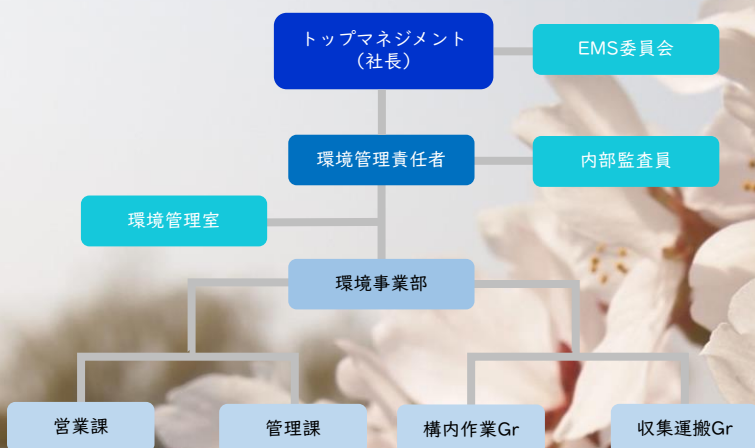 トップマネジメント
（社長）
EMS委員会
環境管理責任者
内部監査員
環境管理室
環境事業部
営業課
管理課
構内作業Gr
収集運搬Gr